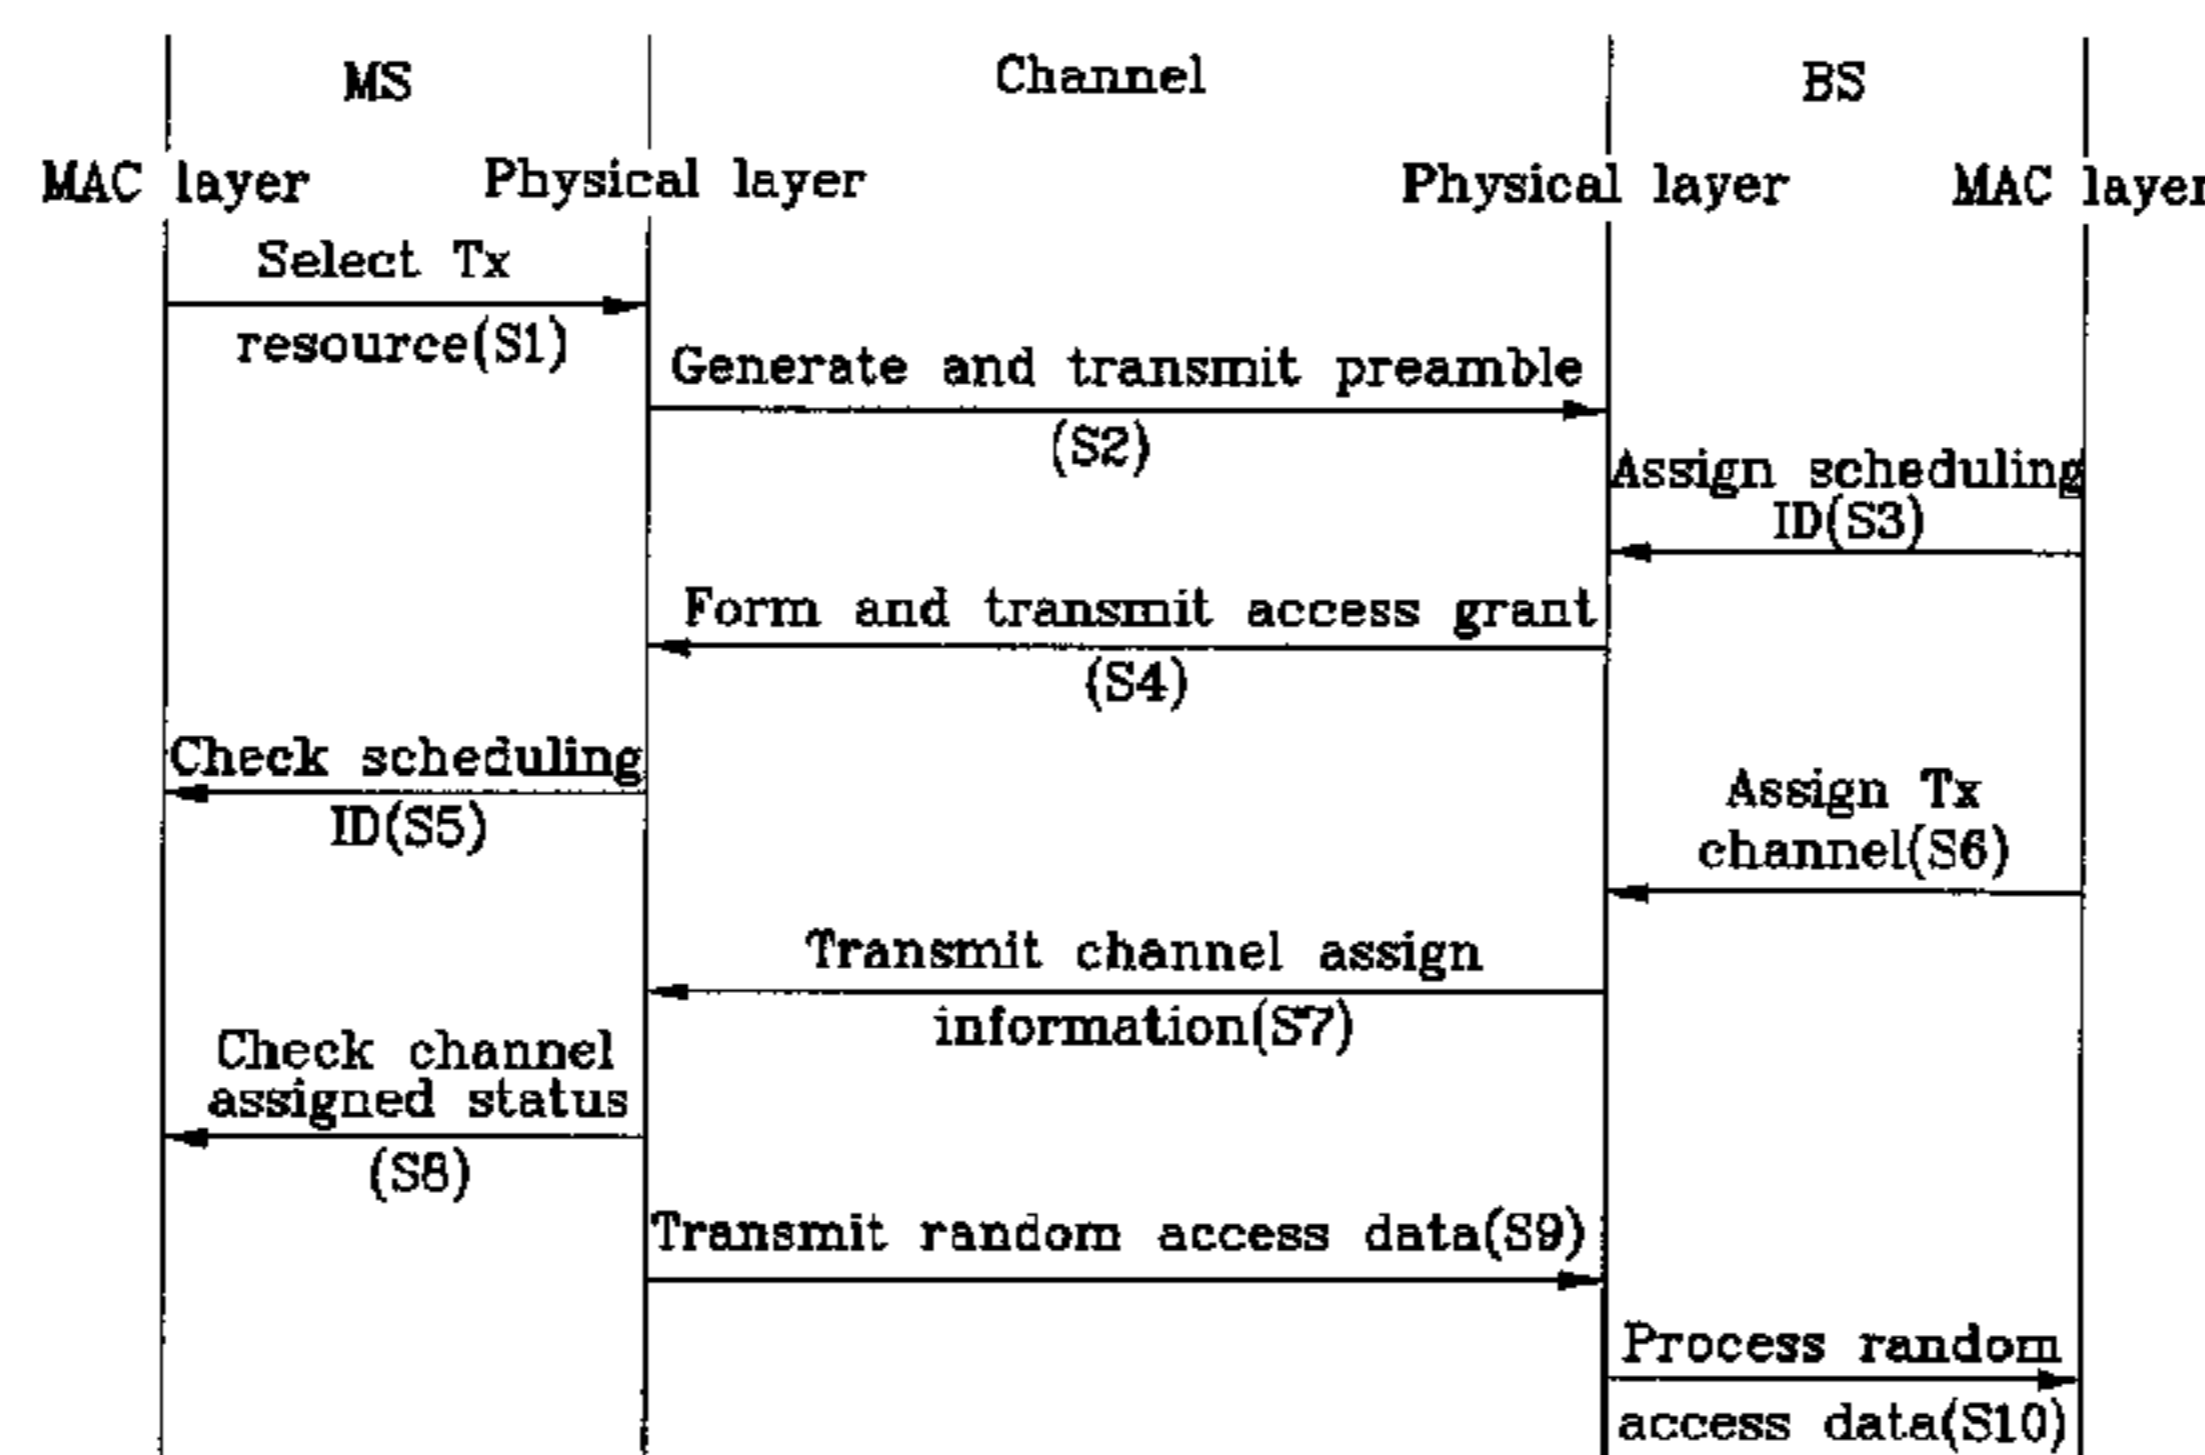 MS
Channel
BS
MAC layer
Physical layer
Physical layer
MAC layer
Select Tx
resource(S1)
Generate and transmit preamble
(S2)
Assign scheduling
ID(S3)
Form and transmit access grant
(S4)
Check scheduling
ID(S5)
Assign Tx
channel(S6)
Transmit channel assign
information(S7)
Check channel
assigned status
(S8)
Transmit random access data(S9)
Process random
access data(S10)